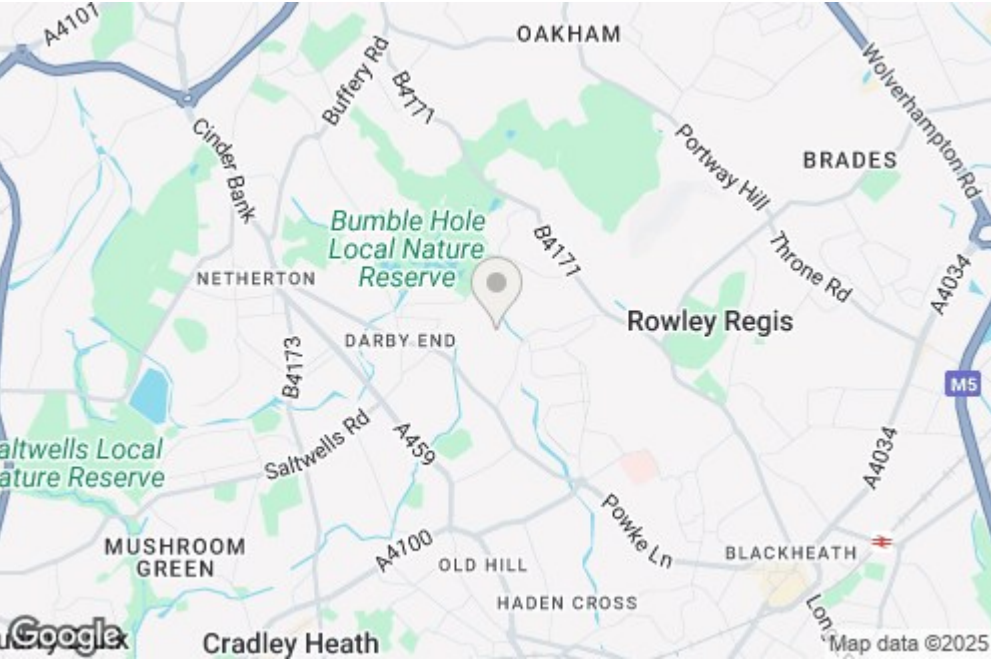 A4101
OAKHAM
Buffery Rd
B4171
Wolverhampton Rd
Cinder Bank
Portway Hill
BRADES
Bumble Hole
Local Nature
Reserve
B4171
Throne Rd
A4034
NETHERTON
Rowley Regis
DARBY END
B4173
M5
Saltwells Rd
A459
A4034
altwells Local
ature Reserve
Powke Ln
MUSHROOM
GREEN
A4100
OLD HILL
BLACKHEATH
HADEN CROSS
Long
Google
Cradley Heath
Map data ©2025